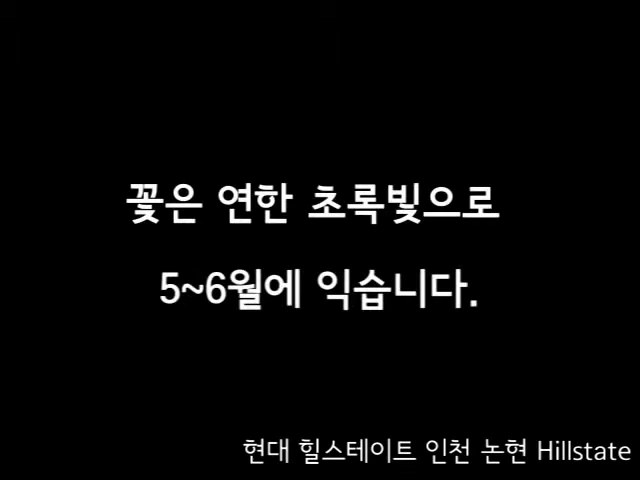 꽃은 연한 초록빛으로
5~6월에 익습니다.
현대 힐스테이트 인천 논현 Hillstate